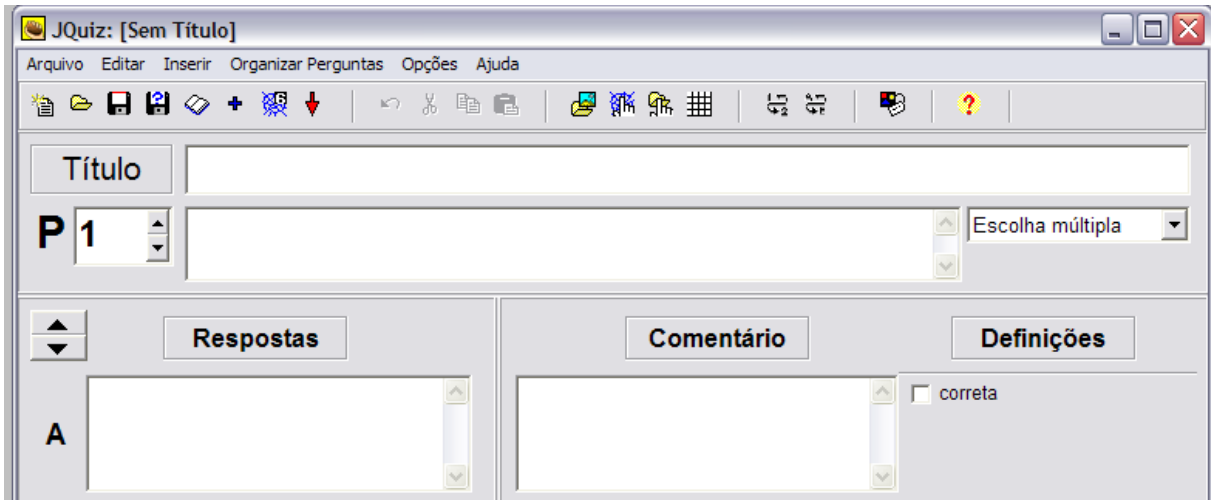 JQuiz: [Sem Título]
Arquivo Editar Inserir Organizar Perguntas Opções Ajuda
Título
P 1 Escolha múltipla
Respostas Comentário Definições
A correta